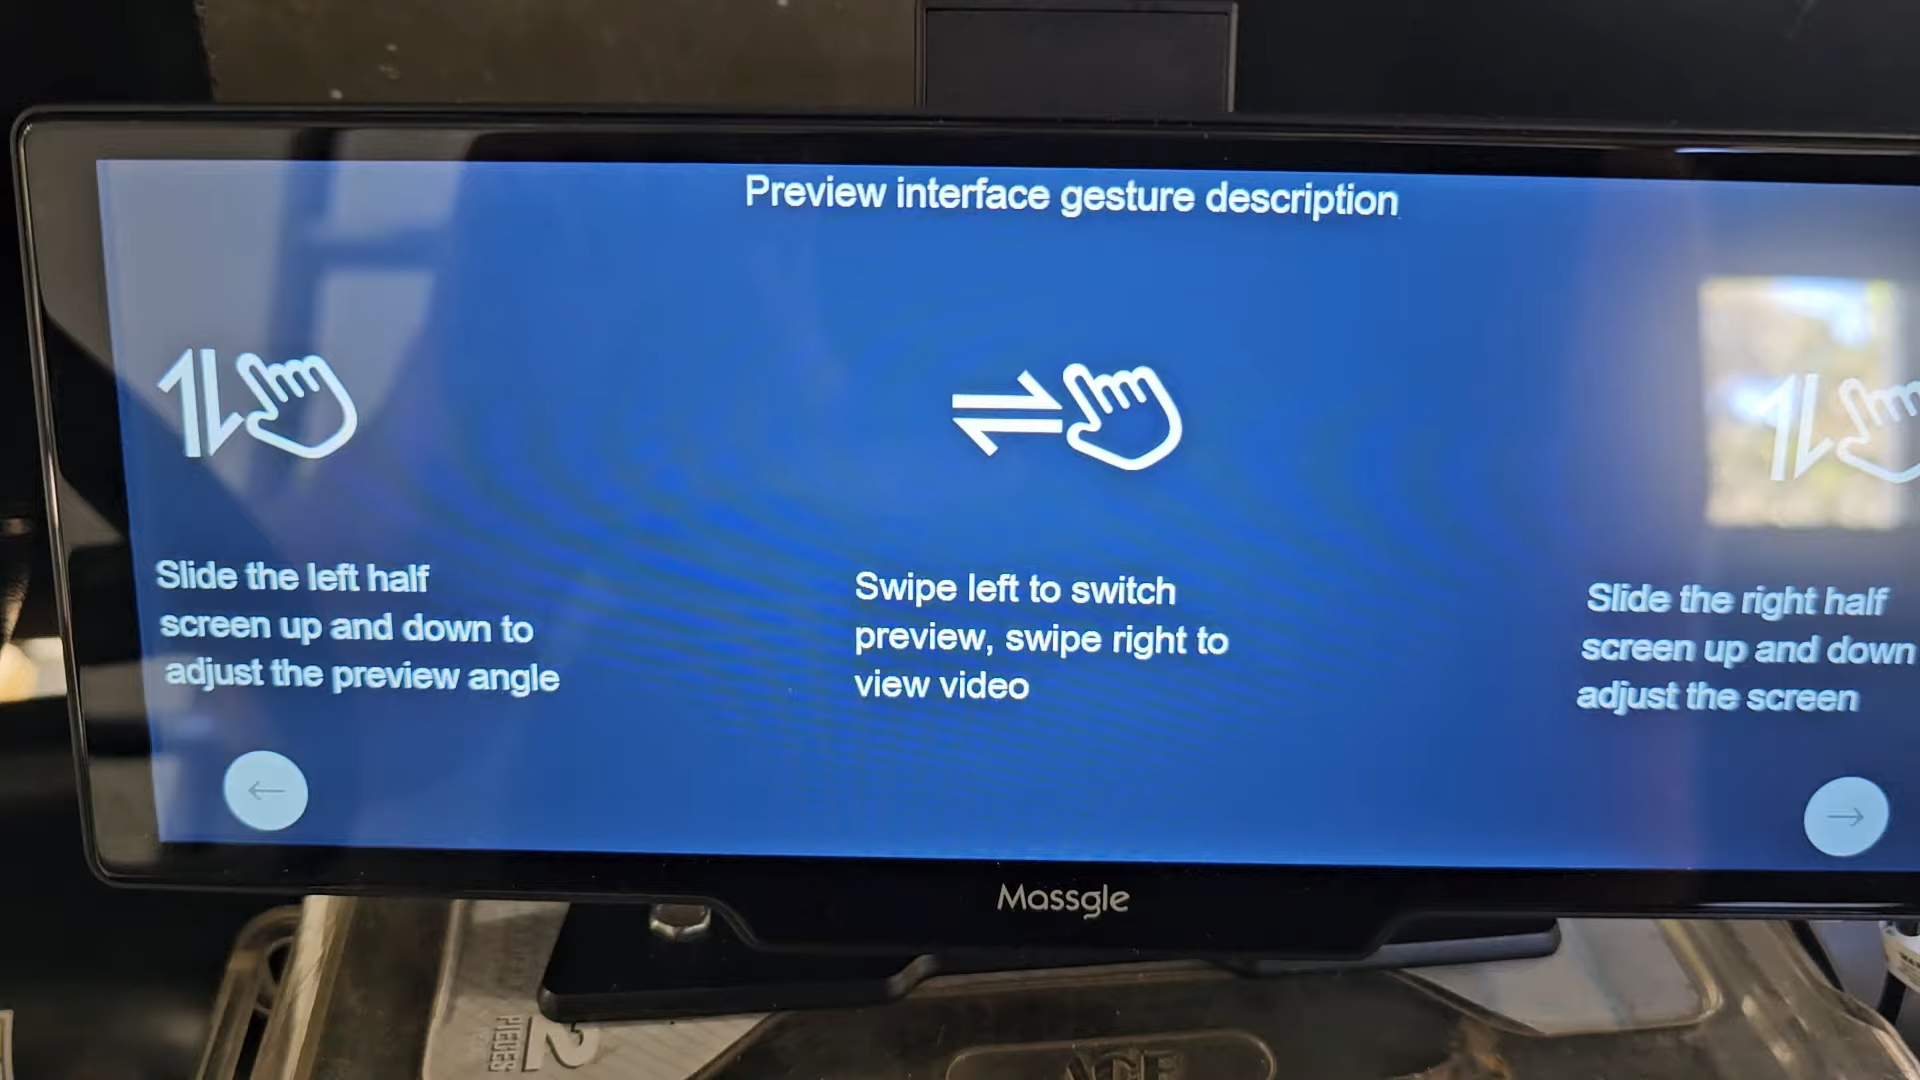 Preview interface gesture description
Slide the left half
screen up and down to
adjust the preview angle
Swipe left to switch
preview, swipe right to
view video
Slide the right half
screen up and down
adjust the screen
Massgle
2
PIECES